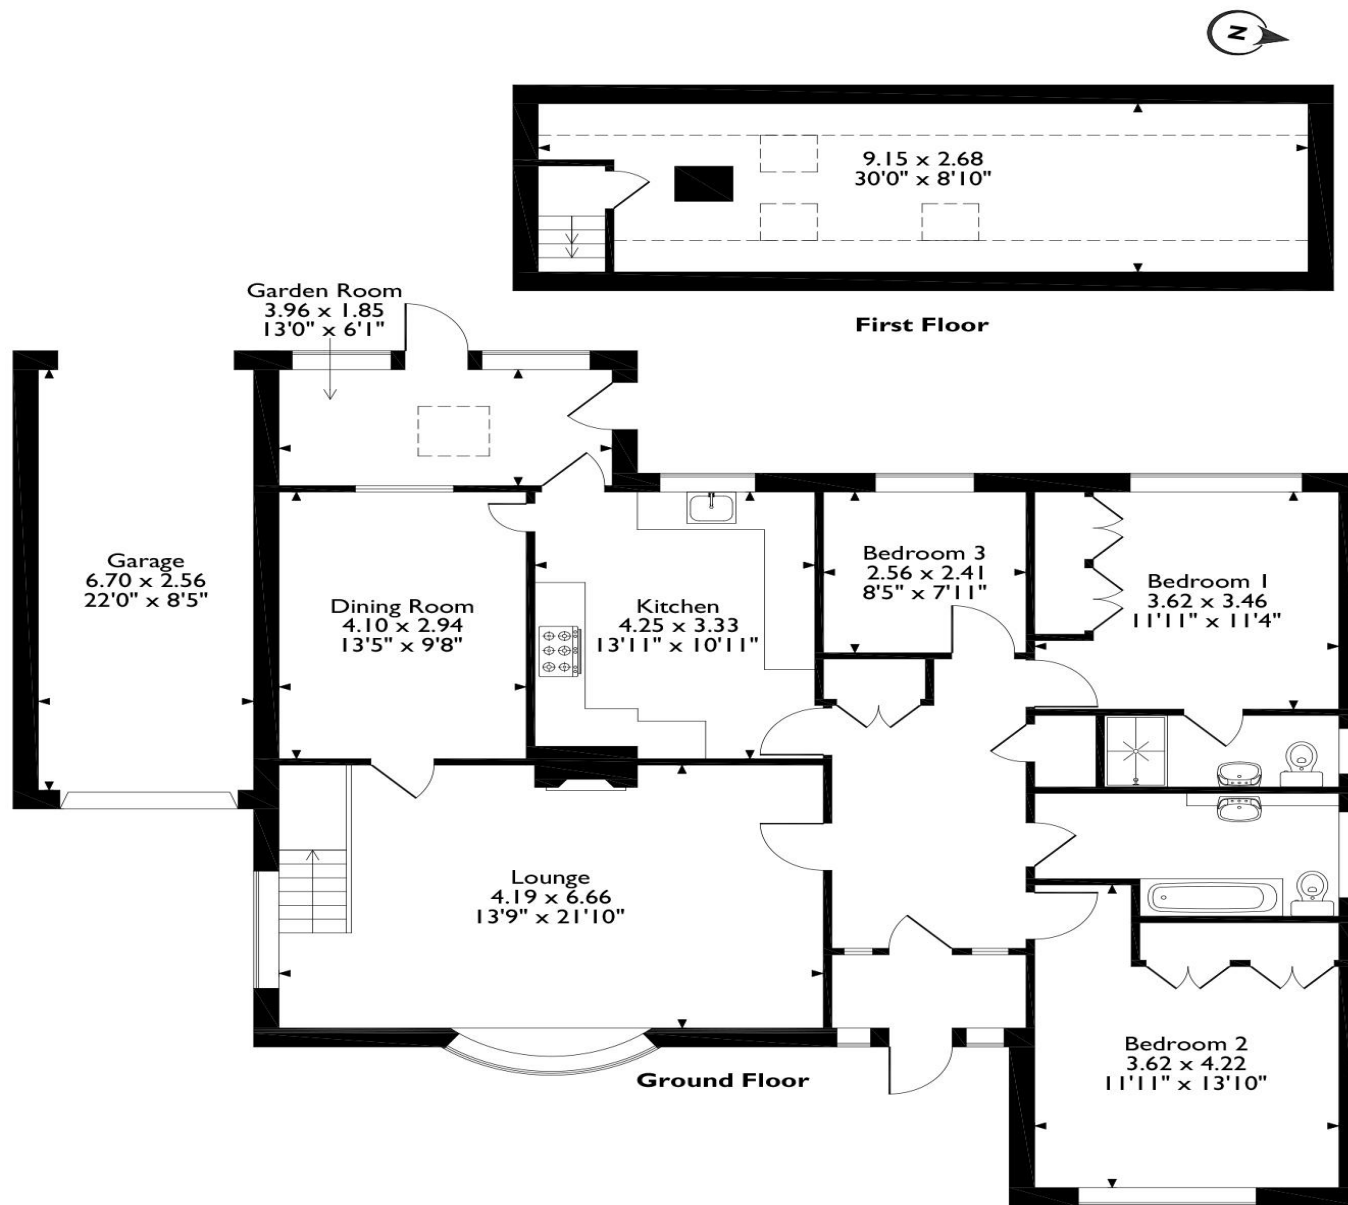 N
9.15 x 2.68
30'0" x 8'10"
First Floor
Garden Room
3.96 x 1.85
13'0" x 6'1"
Garage
6.70 x 2.56
22'0" x 8'5"
Dining Room
4.10 x 2.94
13'5" x 9'8"
Kitchen
4.25 x 3.33
13'11" x 10'11"
Bedroom 3
2.56 x 2.41
8'5" x 7'11"
Bedroom 1
3.62 x 3.46
11'11" x 11'4"
Lounge
4.19 x 6.66
13'9" x 21'10"
Bedroom 2
3.62 x 4.22
11'11" x 13'10"
Ground Floor